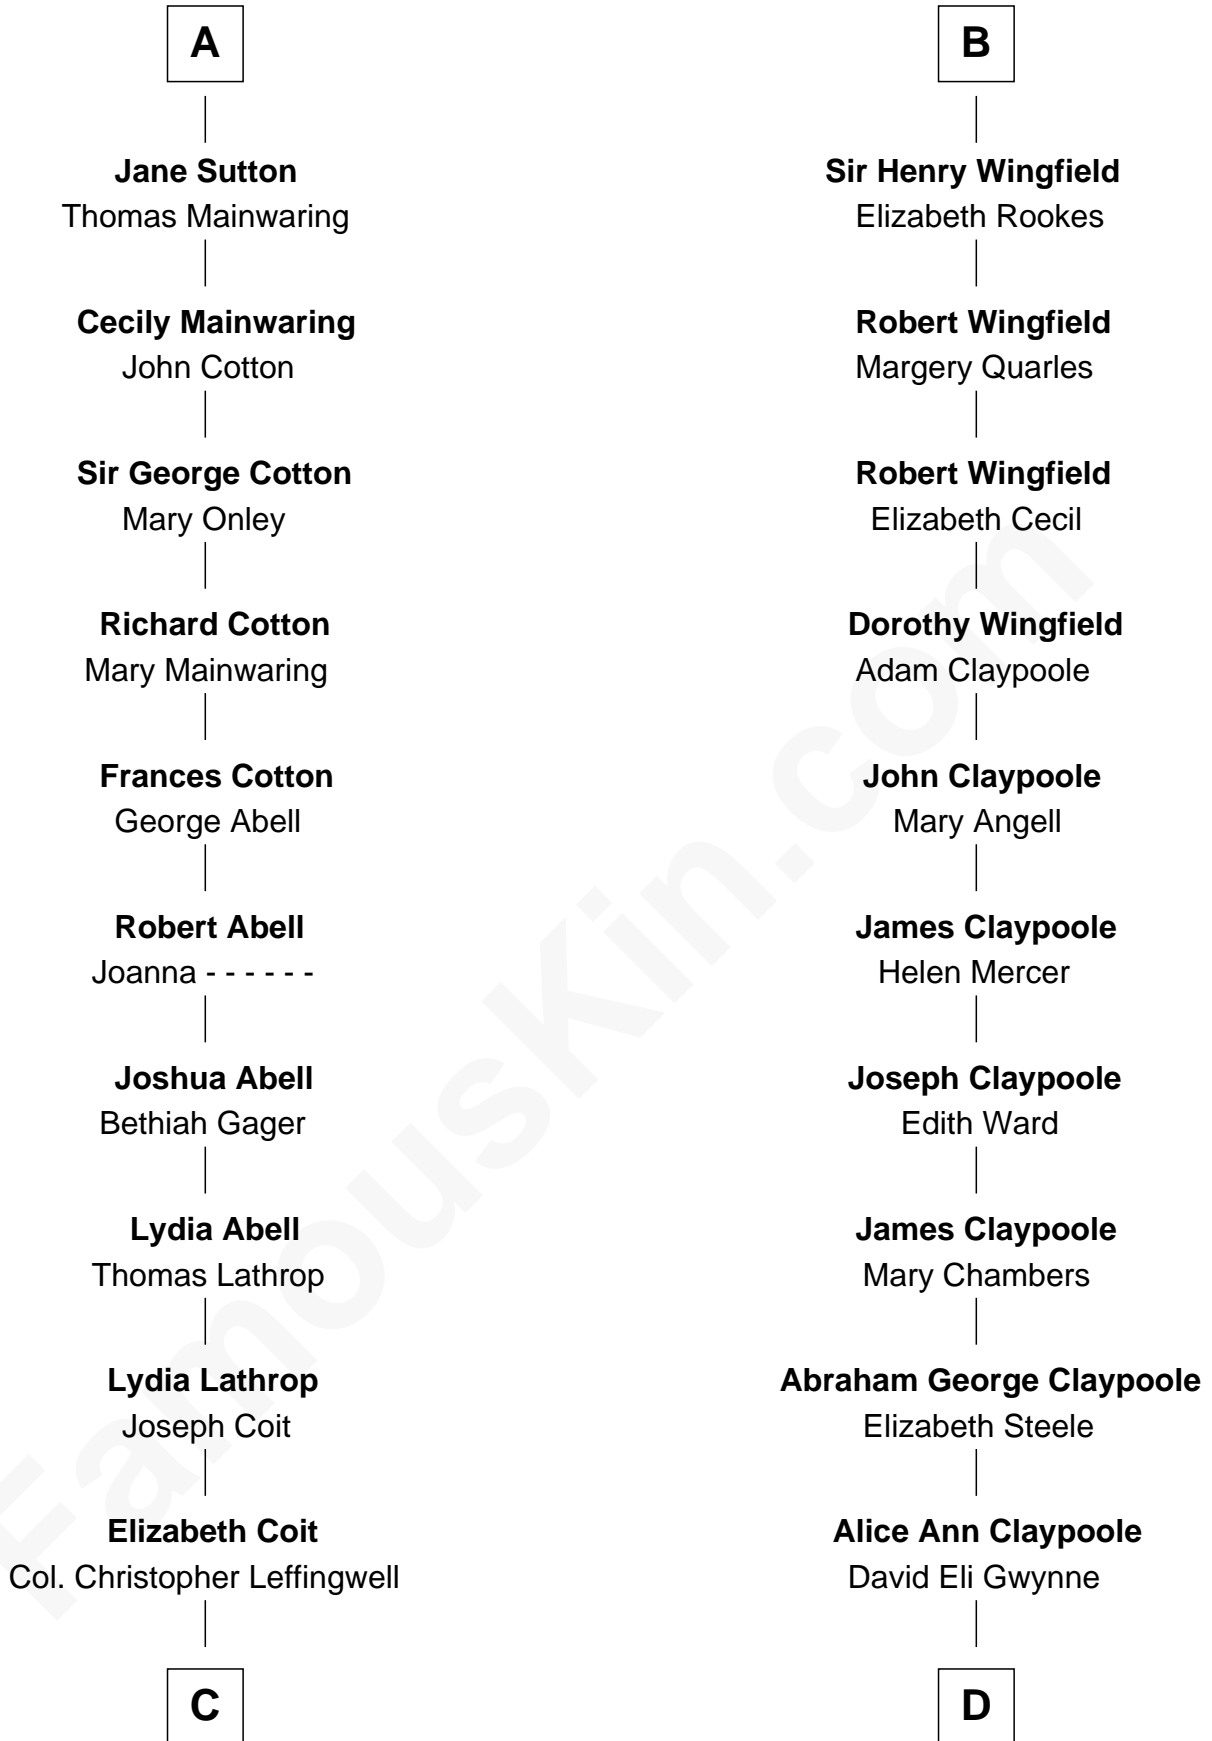 A
Jane Sutton
Thomas Mainwaring
Cecily Mainwaring
John Cotton
Sir George Cotton
Mary Onley
Richard Cotton
Mary Mainwaring
Frances Cotton
George Abell
Robert Abell
Joanna - - - - - -
Joshua Abell
Bethiah Gager
Lydia Abell
Thomas Lathrop
Lydia Lathrop
Joseph Coit
Elizabeth Coit
Col. Christopher Leffingwell
C
B
Sir Henry Wingfield
Elizabeth Rookes
Robert Wingfield
Margery Quarles
Robert Wingfield
Elizabeth Cecil
Dorothy Wingfield
Adam Claypoole
John Claypoole
Mary Angell
James Claypoole
Helen Mercer
Joseph Claypoole
Edith Ward
James Claypoole
Mary Chambers
Abraham George Claypoole
Elizabeth Steele
Alice Ann Claypoole
David Eli Gwynne
D
FamousKin.com